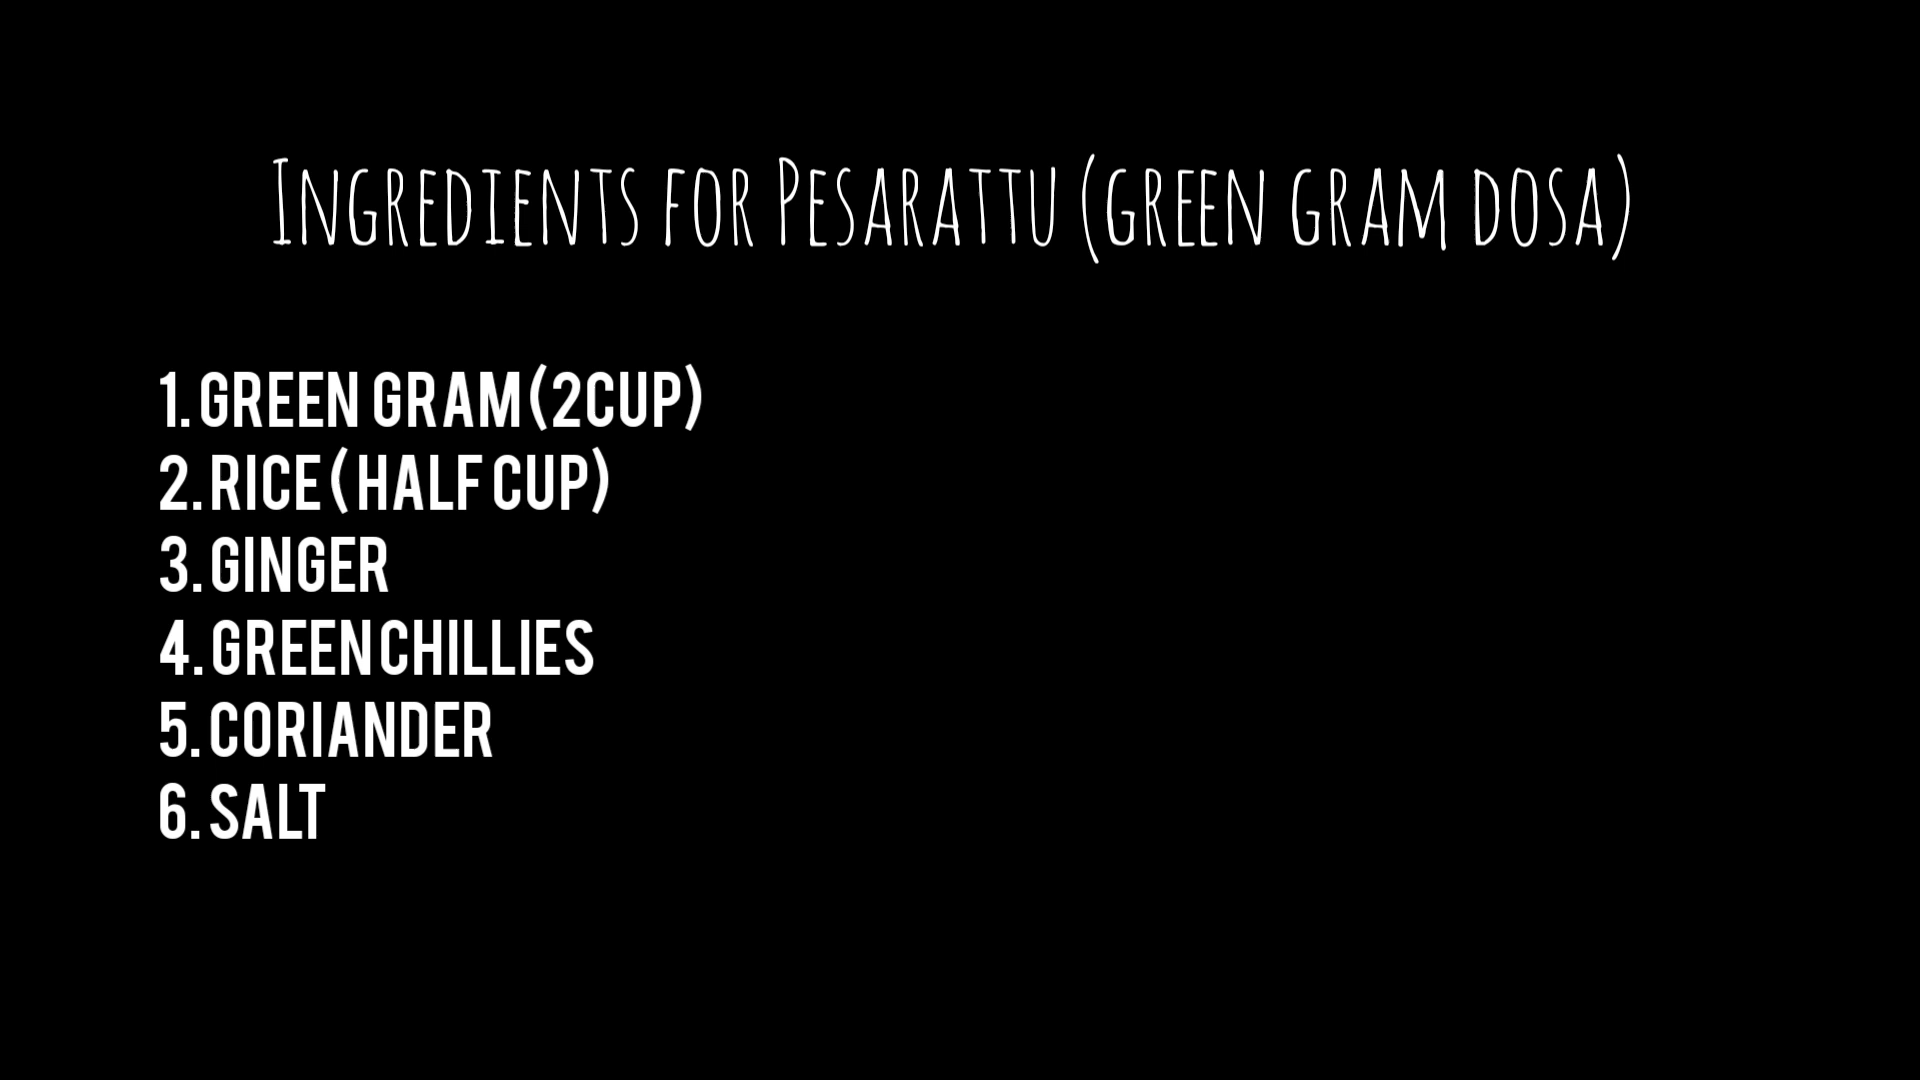 Ingredients for Pesarattu (green gram dosa)
1. GREEN GRAM (2CUP)
2. RICE ( HALF CUP)
3. GINGER
4. GREEN CHILLIES
5. CORIANDER
6. SALT